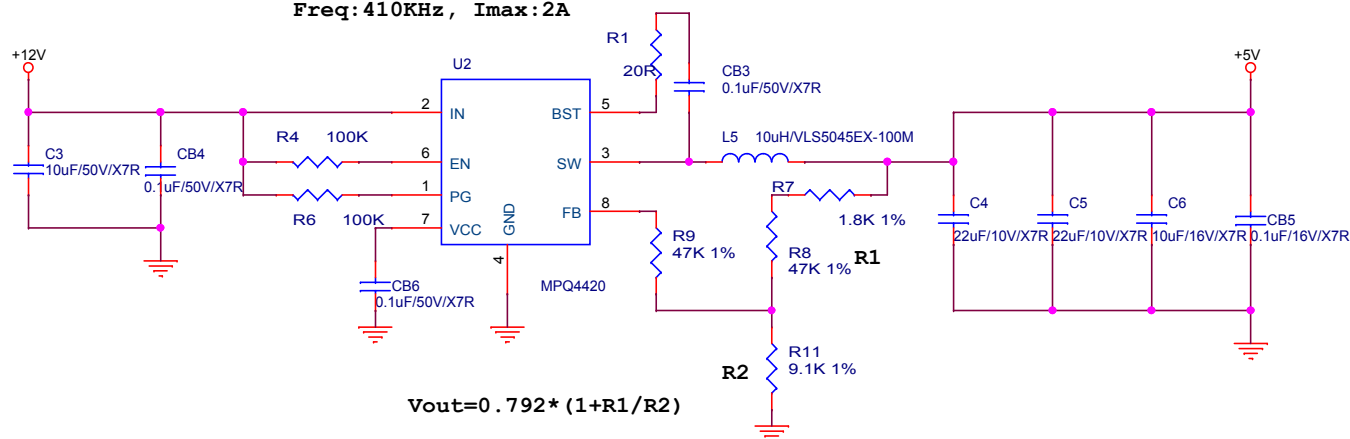 Freq:410KHz, Imax:2A
+12V
+5V
R1
20R
CB3
0.1uF/50V/X7R
U2
2
IN
BST
5
R4 100K
6
EN
SW
3
L5 10uH/VLS5045EX-100M
C3
10uF/50V/X7R
CB4
0.1uF/50V/X7R
1
PG
R6 100K
FB
8
7
VCC
GND
4
MPQ4420
CB6
0.1uF/50V/X7R
R7
1.8K 1%
R9
47K 1%
R8
47K 1%
R1
C4
22uF/10V/X7R
C5
22uF/10V/X7R
C6
10uF/16V/X7R
CB5
0.1uF/16V/X7R
R2
R11
9.1K 1%
Vout=0.792*(1+R1/R2)